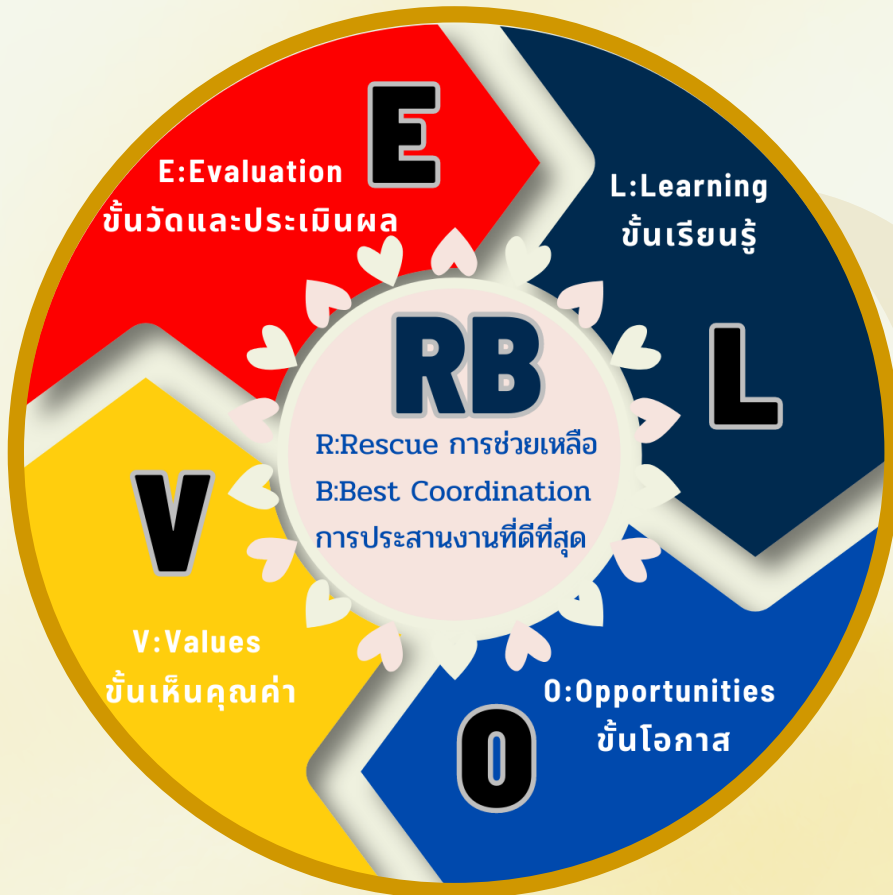 E
E:Evaluation
ขั้นวัดและประเมินผล
L:Learning
ขั้นเรียนรู้
L
RB
R:Rescue การช่วยเหลือ
B:Best Coordination
การประสานงานที่ดีที่สุด
V
V:Values
ขั้นเห็นคุณค่า
O:Opportunities
ขั้นโอกาส
O